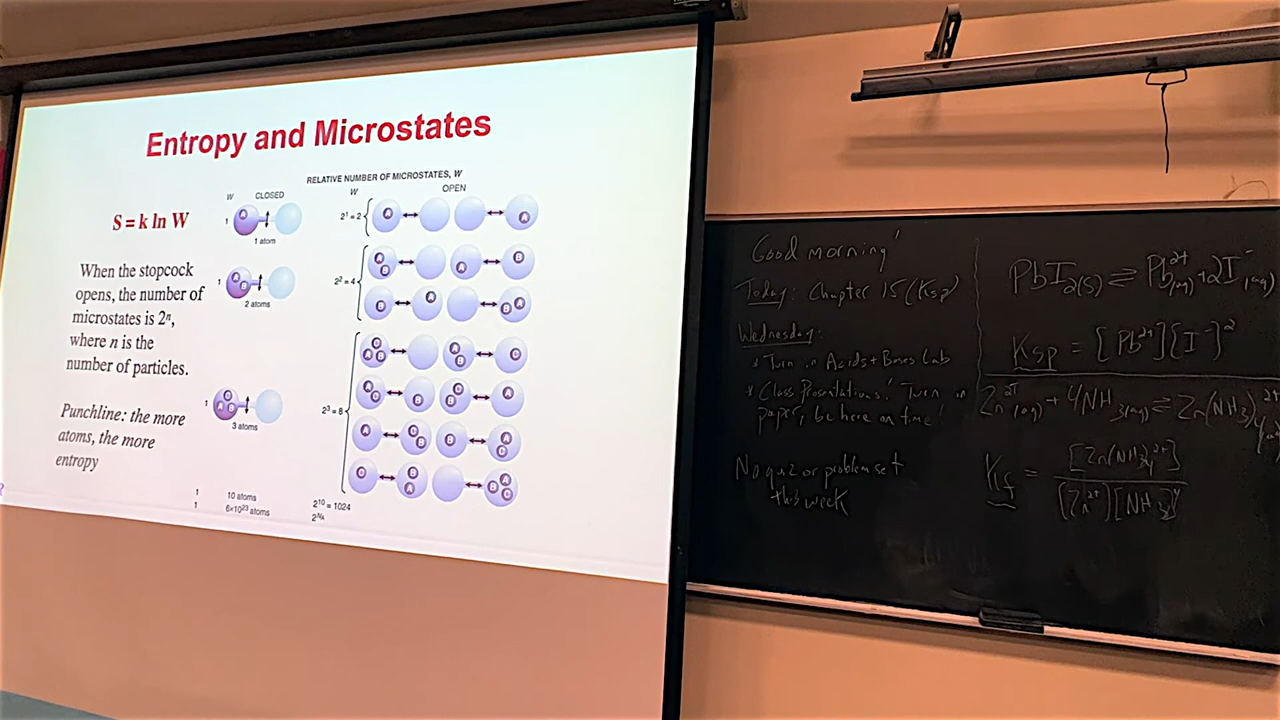 Entropy and Microstates
RELATIVE NUMBER OF MICROSTATES, W
W CLOSED W OPEN
S = k ln W
When the stopcock
opens, the number of
microstates is 2ⁿ,
where n is the
number of particles.
Punchline: the more
atoms, the more
entropy
1 A
1 atom
2¹ = 2 A A
1 A B
2 atoms
2² = 4 A B A B
B A B A
1 C A B
3 atoms
2³ = 8 C A B A B C
A C B C B A
A C B B A C
C B A B A C
1 10 atoms 2¹⁰ = 1024
1 6×10²³ atoms
Good morning!
Today: Chapter 15 (Ksp)
Wednesday:
* Turn in Acids + Bases Lab
* Class Presentations! Turn in
paper, be here on time!
No quiz or problem set
this week
PbI₂(s) ⇌ Pb²⁺(aq) + 2I⁻(aq)
Ksp = [Pb²⁺][I⁻]²
Zn²⁺(aq) + 4NH₃(aq) ⇌ Zn(NH₃)₄²⁺
Kf = [Zn(NH₃)₄²⁺]
[Zn²⁺][NH₃]⁴